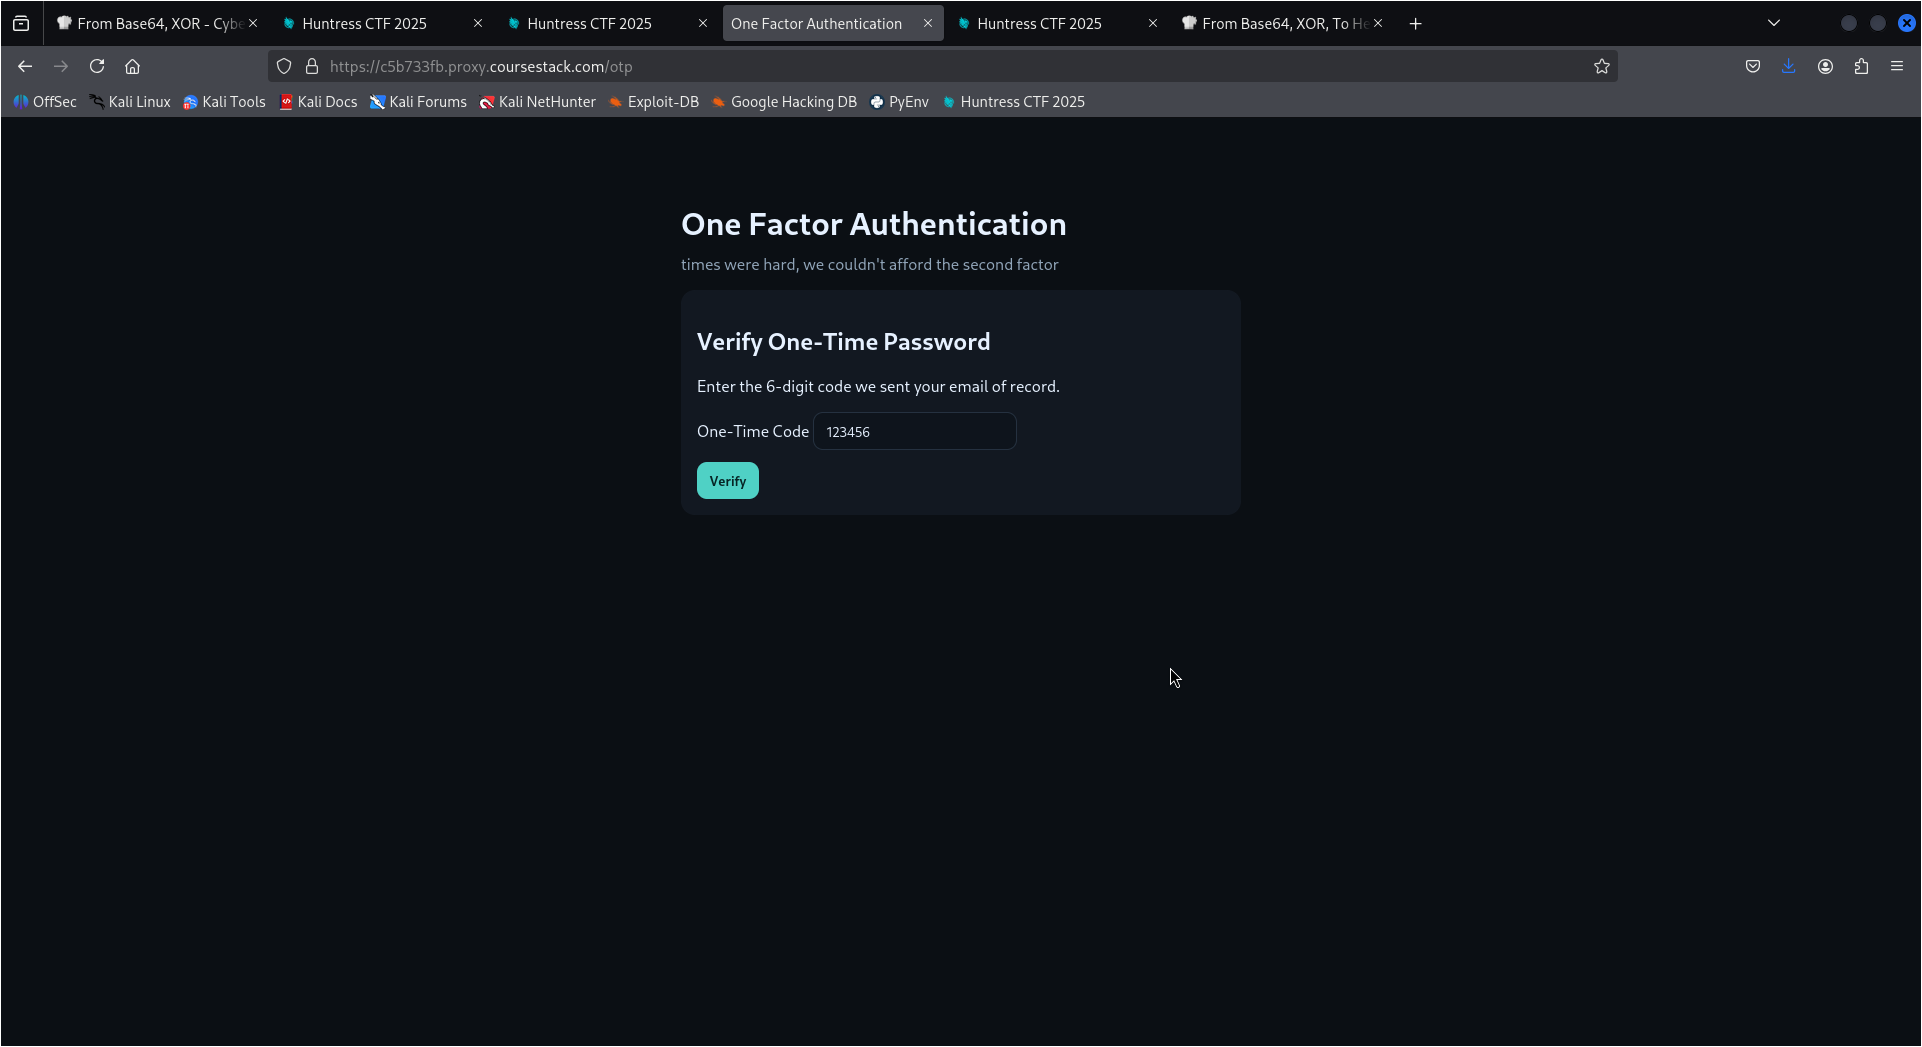 From Base64, XOR - Cybe
Huntress CTF 2025
Huntress CTF 2025
One Factor Authentication
Huntress CTF 2025
From Base64, XOR, To He
https://c5b733fb.proxy.coursestack.com/otp
OffSec
Kali Linux
Kali Tools
Kali Docs
Kali Forums
Kali NetHunter
Exploit-DB
Google Hacking DB
PyEnv
Huntress CTF 2025
One Factor Authentication
times were hard, we couldn't afford the second factor
Verify One-Time Password
Enter the 6-digit code we sent your email of record.
One-Time Code 123456
Verify